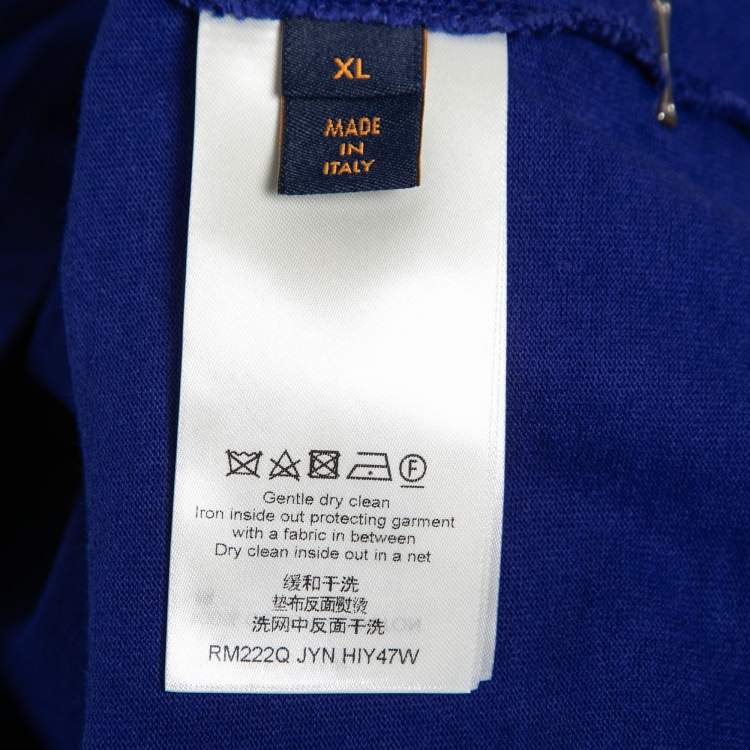 XL
MADE
IN
ITALY
F
Gentle dry clean
Iron inside out protecting garment
with a fabric in between
Dry clean inside out in a net
缓和干洗
垫布反面熨烫
洗网中反面干洗
RM222Q JYN HIY47W